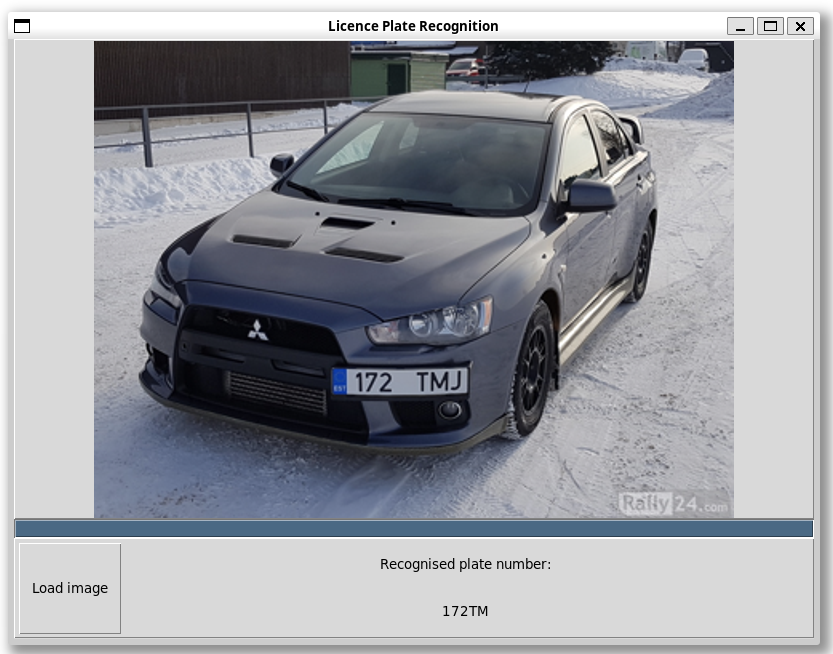 Licence Plate Recognition
EST
172 TMJ
Rally24.com
Load image
Recognised plate number:
172TM